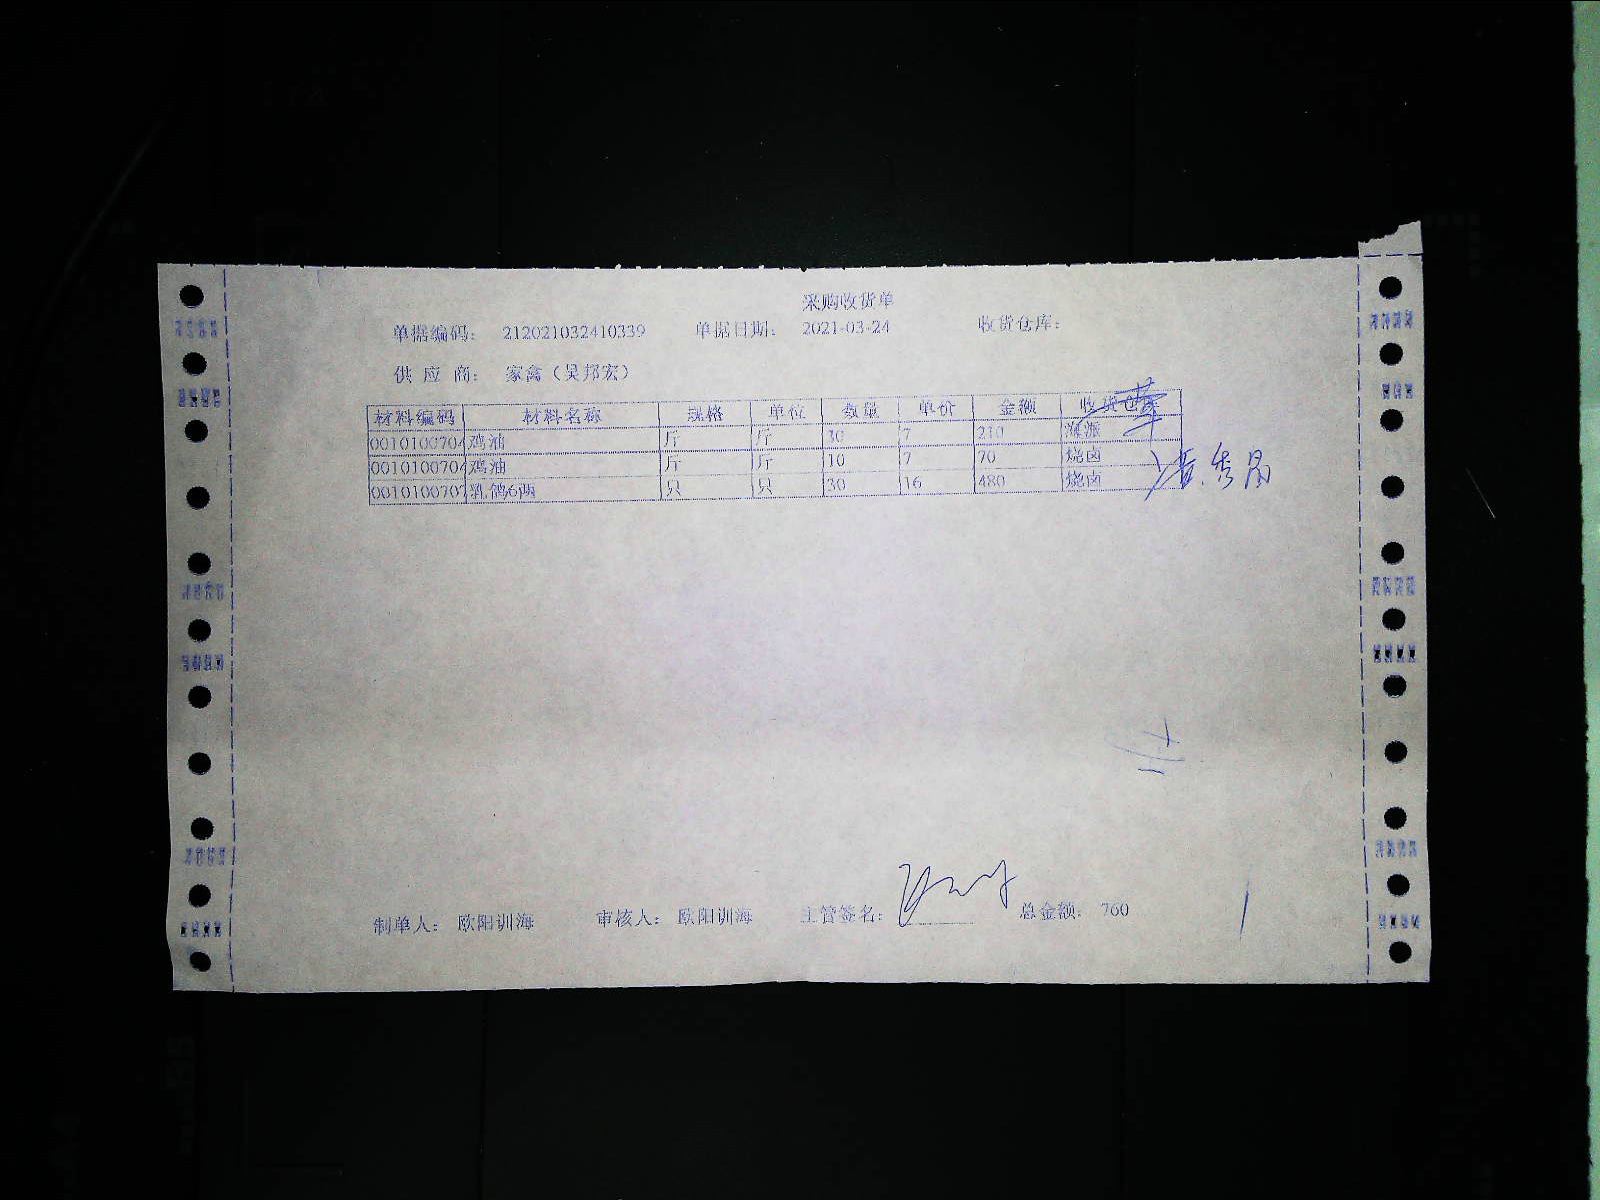 采购收货单
单据编码： 212021032410339 单据日期： 2021-03-24 收货仓库：
供 应 商： 家禽（吴邦宏）
材料编码 材料名称 规格 单位 数量 单价 金额 收货仓库
0010100704 鸡油 斤 斤 30 7 210 海派
0010100704 鸡油 斤 斤 10 7 70 烧卤
0010100707 乳鸽6两 只 只 30 16 480 烧卤
制单人： 欧阳训海 审核人： 欧阳训海 主管签名： 总金额： 760